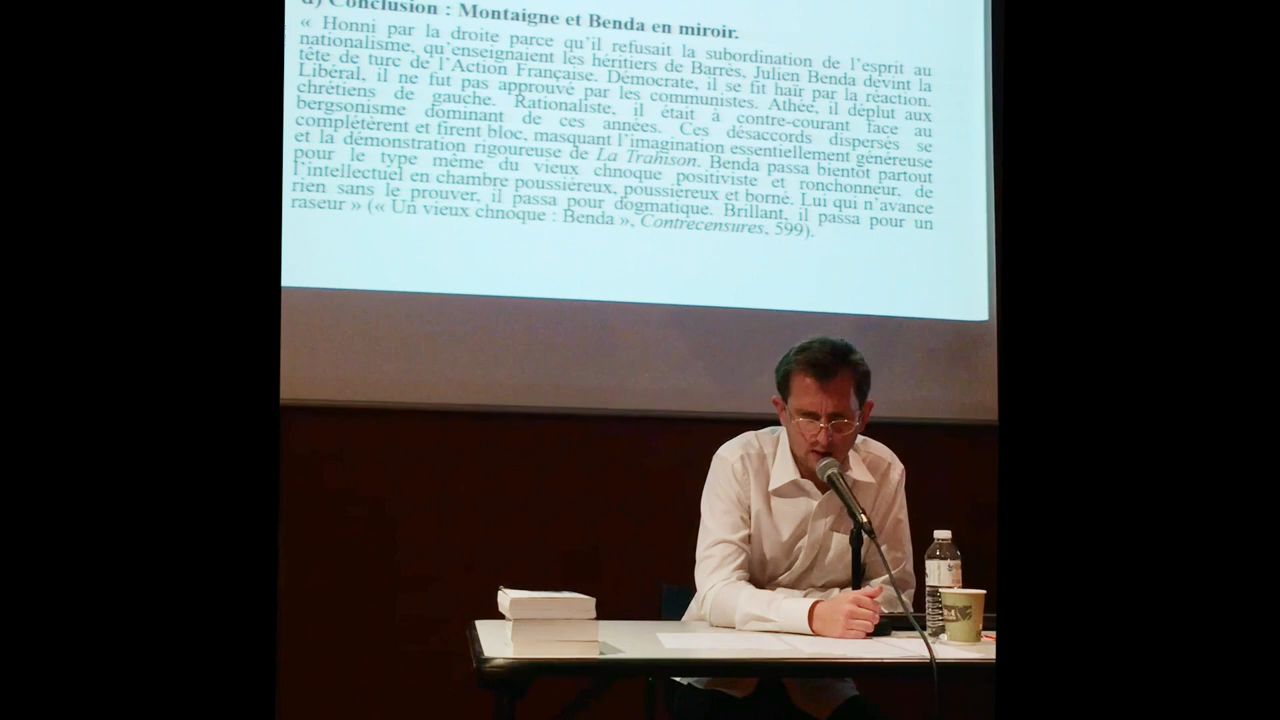 d) Conclusion : Montaigne et Benda en miroir.
« Honni par la droite parce qu'il refusait la subordination de l'esprit au
nationalisme, qu'enseignaient les héritiers de Barrès, Julien Benda devint la
tête de turc de l'Action Française. Démocrate, il se fit haïr par la réaction.
Libéral, il ne fut pas approuvé par les communistes. Athée, il déplut aux
chrétiens de gauche. Rationaliste, il était à contre-courant face au
bergsonisme dominant de ces années. Ces désaccords dispersés se
complétèrent et firent bloc, masquant l'imagination essentiellement généreuse
et la démonstration rigoureuse de La Trahison. Benda passa bientôt partout
pour le type même du vieux chnoque positiviste et ronchonneur, de
l'intellectuel en chambre poussiéreux, poussiéreux et borné. Lui qui n'avance
rien sans le prouver, il passa pour dogmatique. Brillant, il passa pour un
raseur » (« Un vieux chnoque : Benda », Contrecensures, 599).